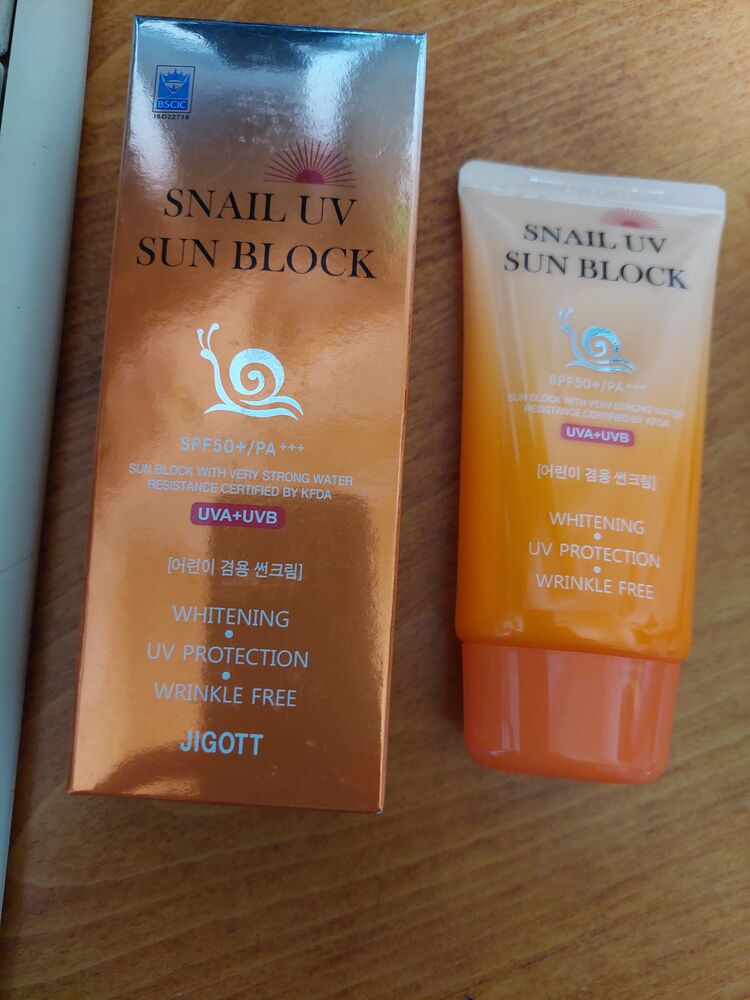 BSCIC
ISO22716
SNAIL UV
SUN BLOCK
SPF50+/PA+++
SUN BLOCK WITH VERY STRONG WATER
RESISTANCE CERTIFIED BY KFDA
UVA+UVB
[어린이 겸용 썬크림]
WHITENING
UV PROTECTION
WRINKLE FREE
JIGOTT
SNAIL UV
SUN BLOCK
SPF50+/PA+++
SUN BLOCK WITH VERY STRONG WATER
RESISTANCE CERTIFIED BY KFDA
UVA+UVB
[어린이 겸용 썬크림]
WHITENING
UV PROTECTION
WRINKLE FREE